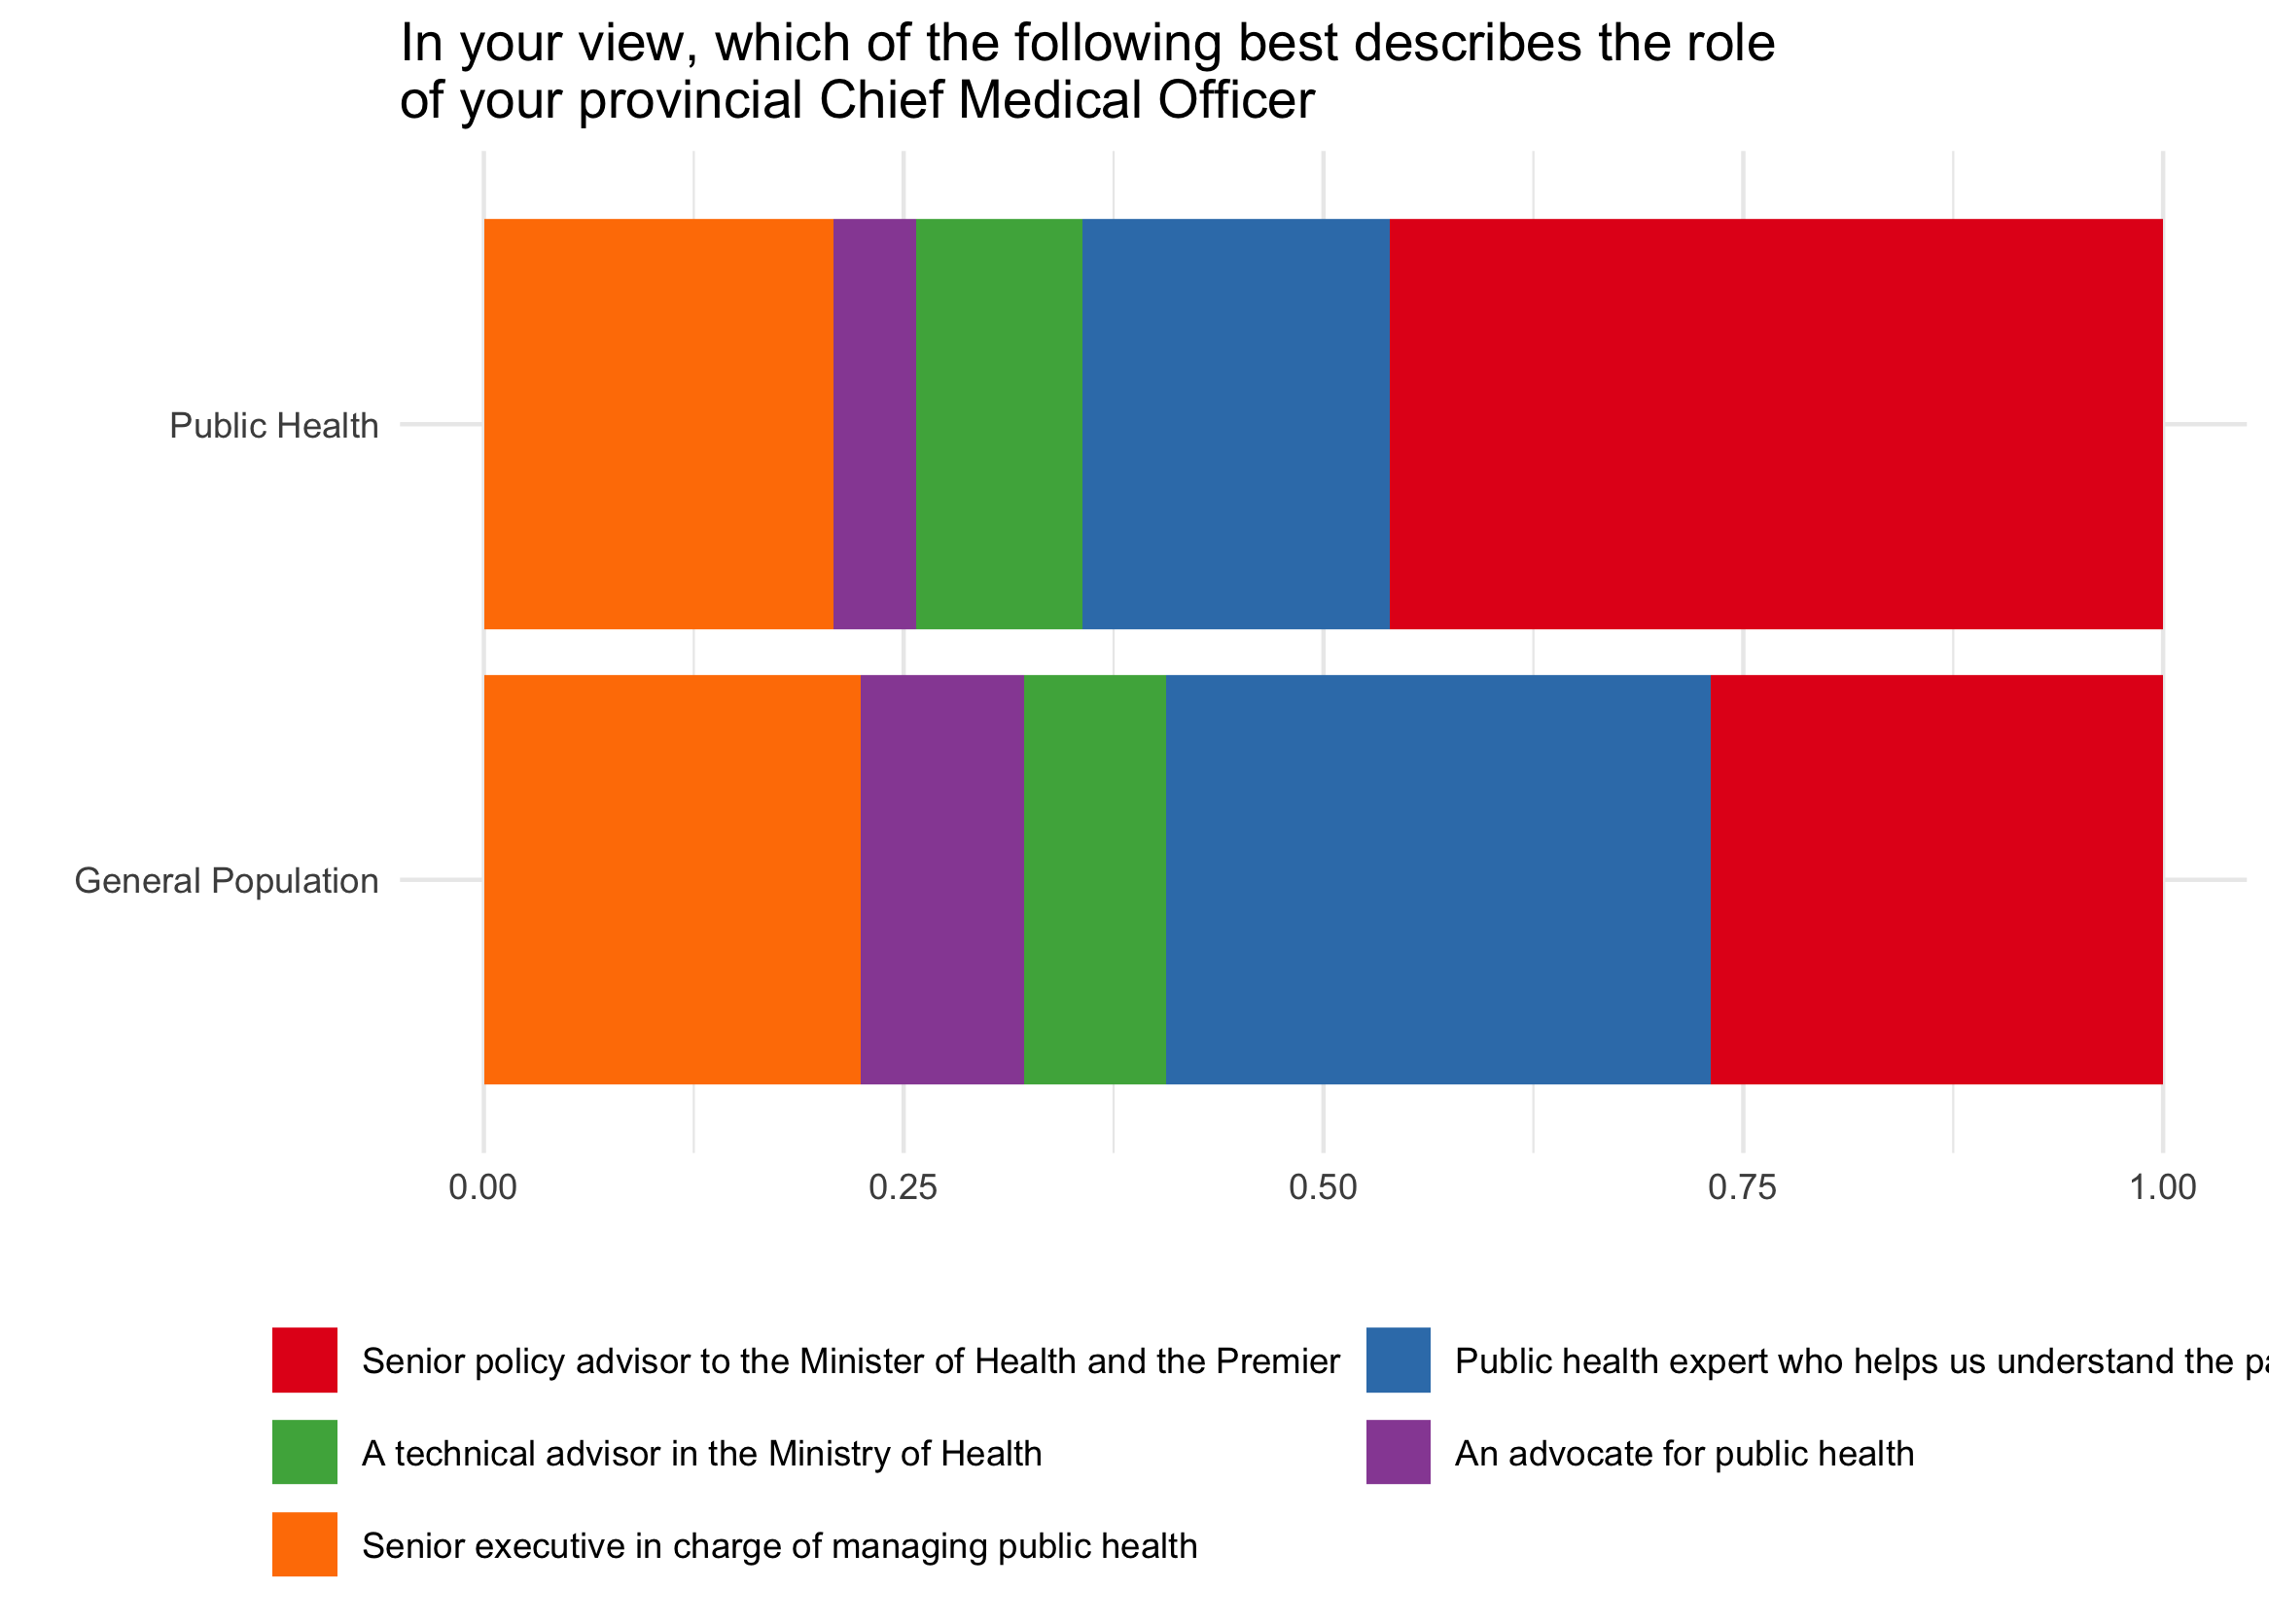 In your view, which of the following best describes the role
of your provincial Chief Medical Officer
Public Health
General Population
0.00 0.25 0.50 0.75 1.00
Senior policy advisor to the Minister of Health and the Premier
Public health expert who helps us understand the
A technical advisor in the Ministry of Health
An advocate for public health
Senior executive in charge of managing public health